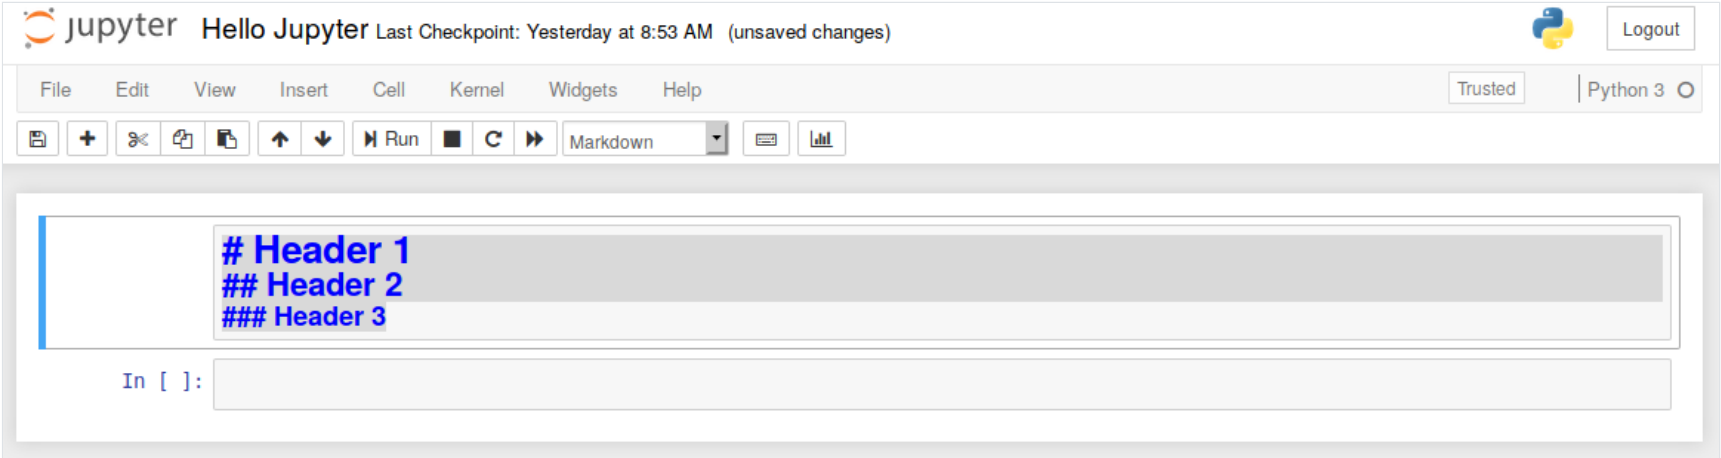 jupyter Hello Jupyter Last Checkpoint: Yesterday at 8:53 AM (unsaved changes) Logout
File Edit View Insert Cell Kernel Widgets Help Trusted Python 3
Run Markdown
# Header 1
## Header 2
### Header 3
In [ ]: